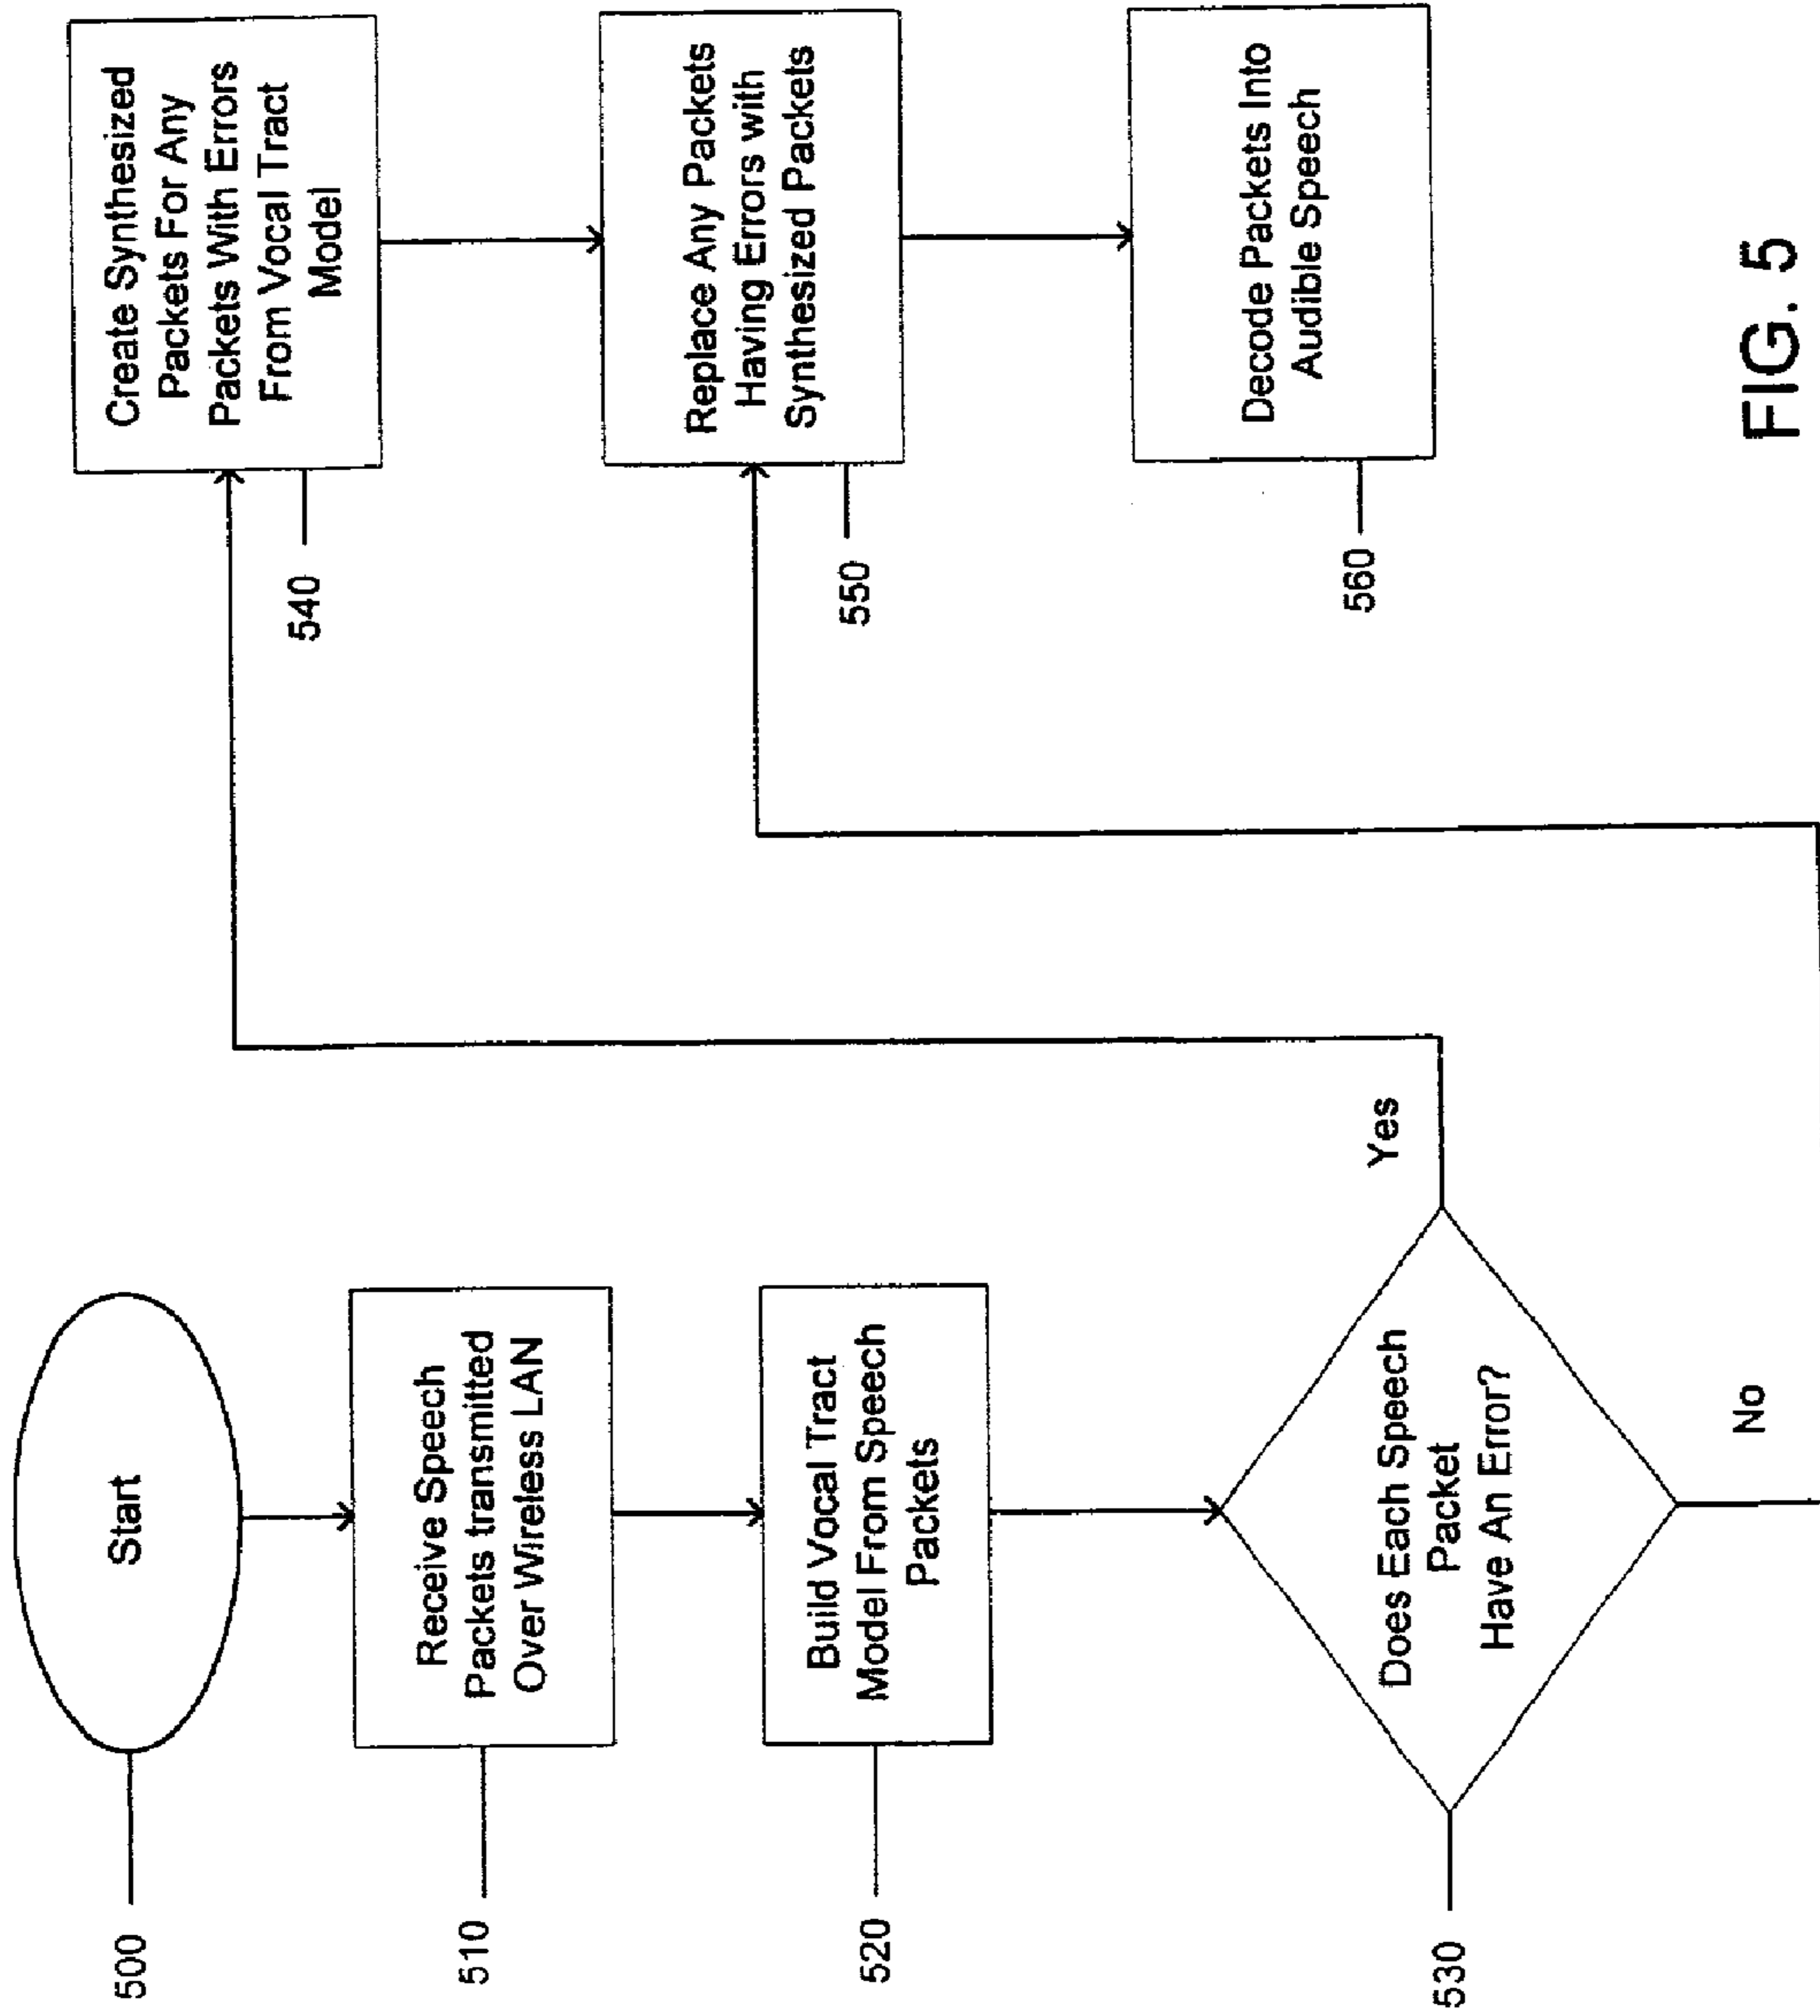 500
Start
510
Receive Speech
Packets transmitted
Over Wireless LAN
520
Build Vocal Tract
Model From Speech
Packets
530
Does Each Speech
Packet
Have An Error?
Yes
No
540
Create Synthesized
Packets For Any
Packets With Errors
From Vocal Tract
Model
550
Replace Any Packets
Having Errors with
Synthesized Packets
560
Decode Packets Into
Audible Speech
FIG. 5